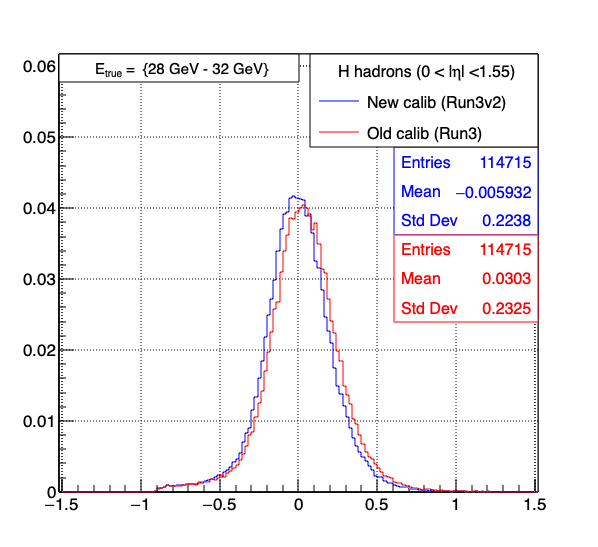 E_true = {28 GeV - 32 GeV}
H hadrons (0 < |η| <1.55)
New calib (Run3v2)
Old calib (Run3)
Entries 114715
Mean −0.005932
Std Dev 0.2238
Entries 114715
Mean 0.0303
Std Dev 0.2325
0.06
0.05
0.04
0.03
0.02
0.01
0
−1.5 −1 −0.5 0 0.5 1 1.5